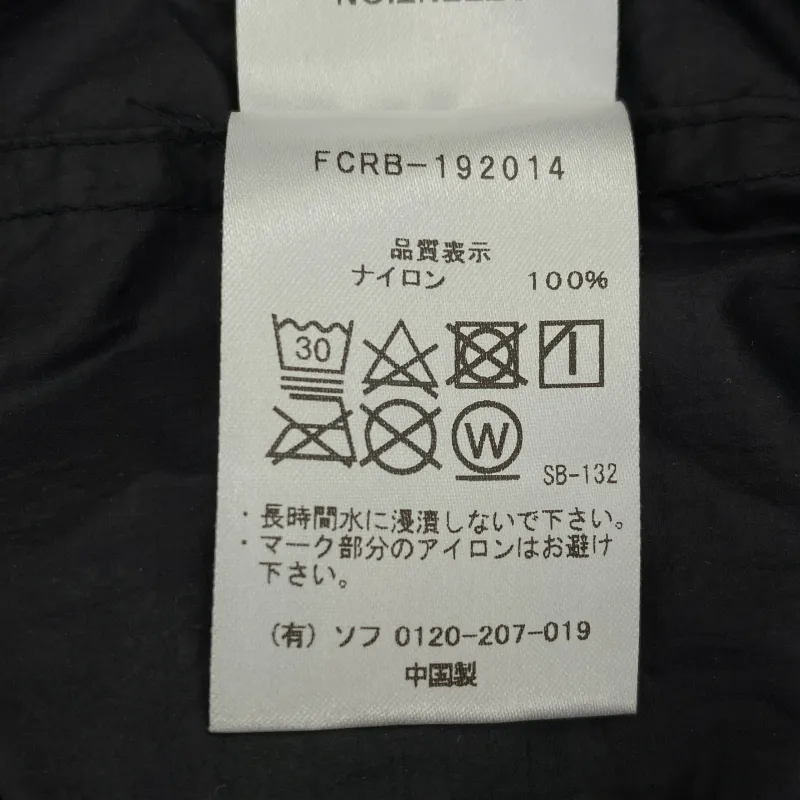 FCRB-192014
品質表示
ナイロン 100%
30
W
SB-132
・長時間水に浸漬しないで下さい。
・マーク部分のアイロンはお避け
下さい。
(有) ソフ 0120-207-019
中国製